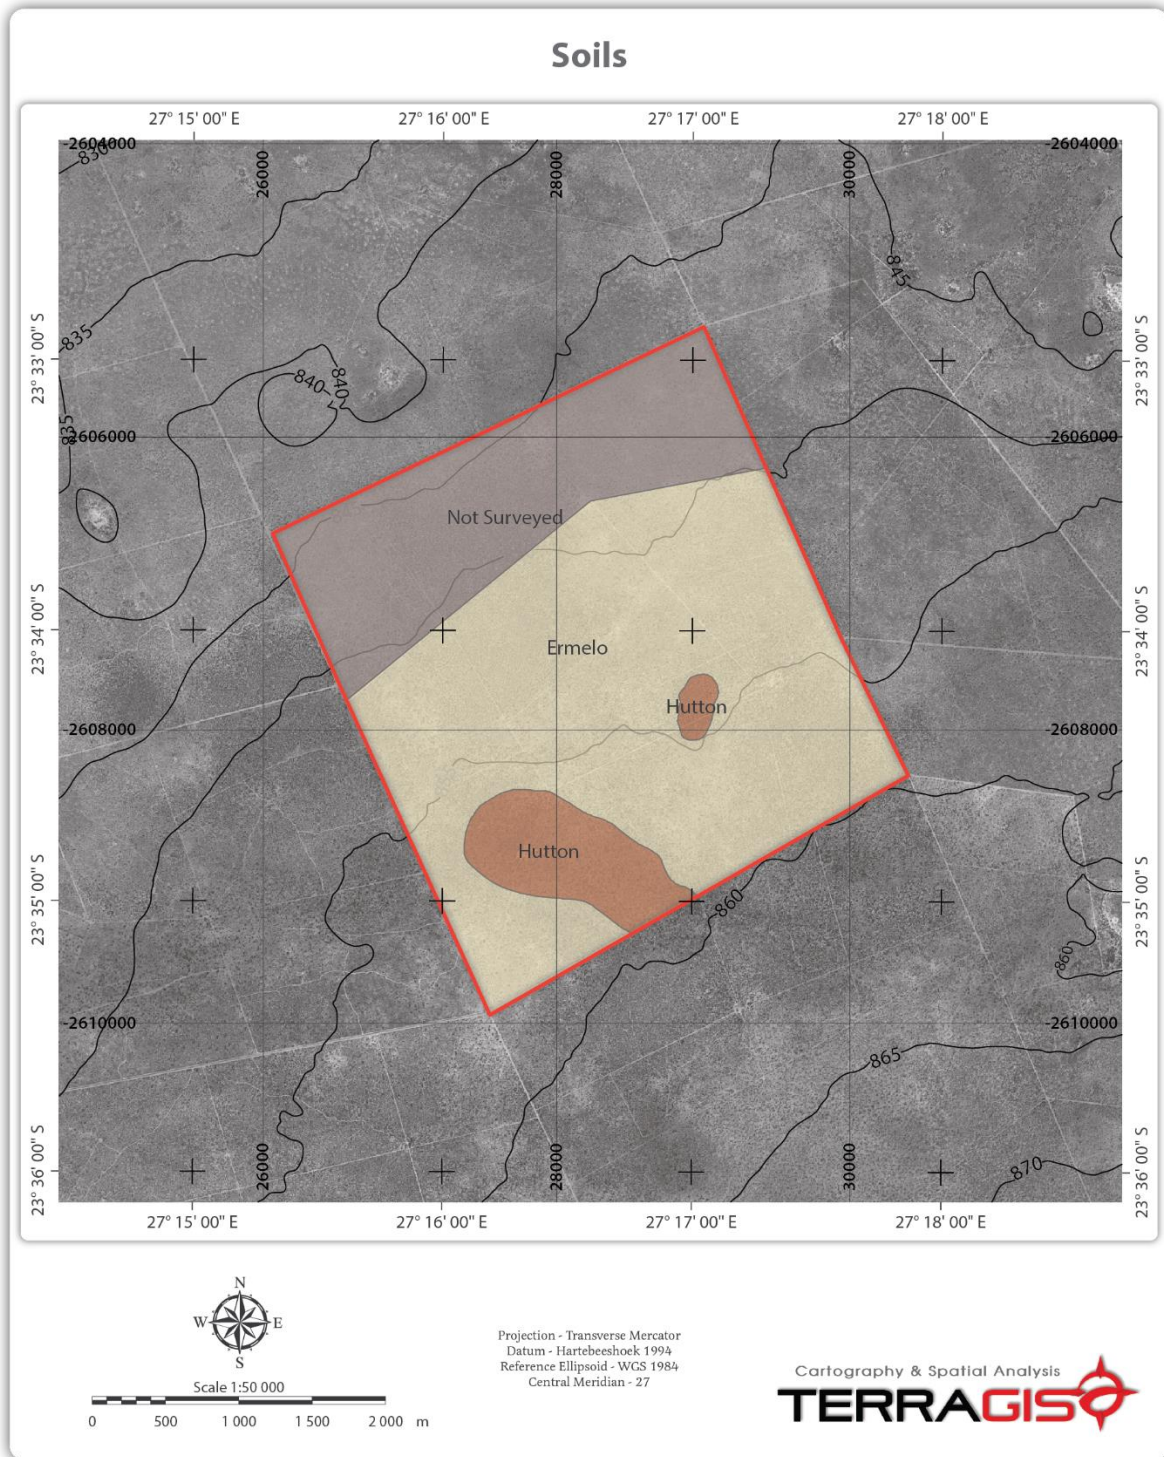 Soils
27° 15' 00" E
27° 16' 00" E
27° 17' 00" E
27° 18' 00" E
-2604000
-2604000
830
26000
28000
30000
845
835
23° 33' 00" S
23° 33' 00" S
840
840
835
-2606000
-2606000
Not Surveyed
23° 34' 00" S
23° 34' 00" S
Ermelo
Hutton
-2608000
-2608000
Hutton
23° 35' 00" S
23° 35' 00" S
860
860
-2610000
-2610000
865
26000
28000
30000
870
23° 36' 00" S
23° 36' 00" S
27° 15' 00" E
27° 16' 00" E
27° 17' 00" E
27° 18' 00" E
N
W E
S
Scale 1:50 000
0 500 1 000 1 500 2 000 m
Projection - Transverse Mercator
Datum - Hartebeeshoek 1994
Reference Ellipsoid - WGS 1984
Central Meridian - 27
Cartography & Spatial Analysis
TERRAGIS